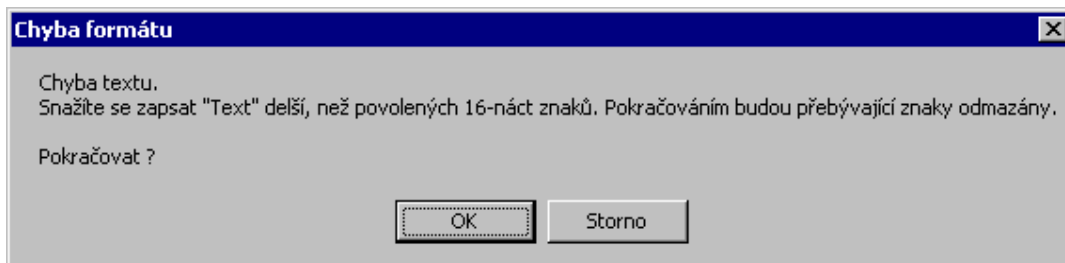 Chyba formátu
Chyba textu.
Snažíte se zapsat "Text" delší, než povolených 16-náct znaků. Pokračováním budou přebývající znaky odmazány.
Pokračovat ?
OK
Storno